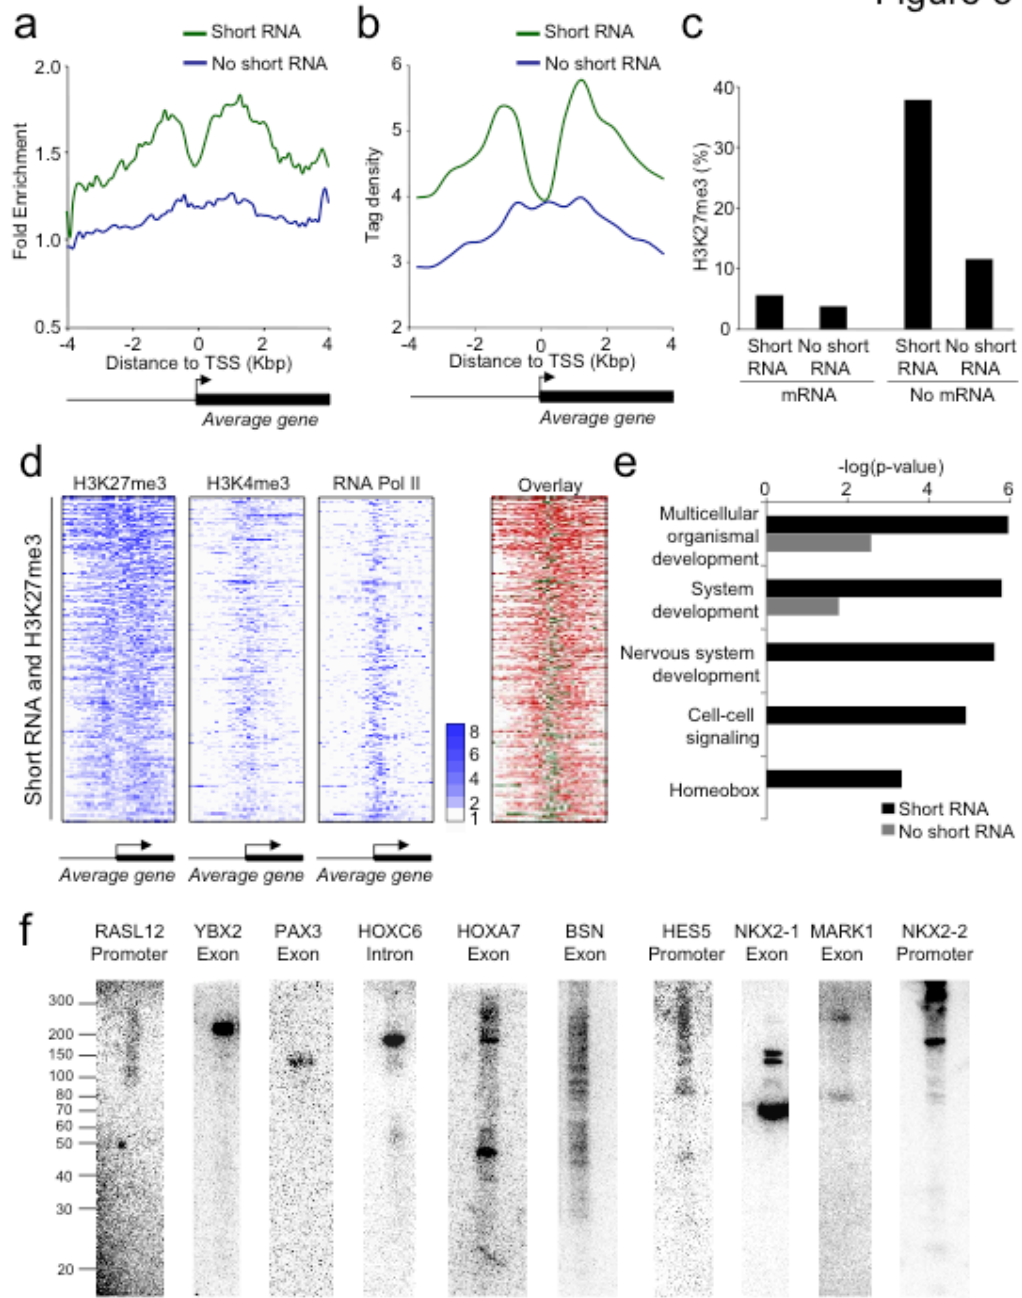 a
Short RNA
No short RNA
2.0
1.5
1.0
0.5
Fold Enrichment
-4 -2 0 2 4
Distance to TSS (Kbp)
Average gene
b
Short RNA
No short RNA
6
5
4
3
2
Tag density
-4 -2 0 2 4
Distance to TSS (Kbp)
Average gene
c
40
30
20
10
0
H3K27me3 (%)
Short RNA
No short RNA
Short RNA
No short RNA
mRNA
No mRNA
d
H3K27me3
H3K4me3
RNA Pol II
Overlay
Short RNA and H3K27me3
8
6
4
2
1
Average gene
Average gene
Average gene
e
-log(p-value)
0 2 4 6
Multicellular
organismal
development
System
development
Nervous system
development
Cell-cell
signaling
Homeobox
Short RNA
No short RNA
f
RASL12
Promoter
YBX2
Exon
PAX3
Exon
HOXC6
Intron
HOXA7
Exon
BSN
Exon
HES5
Promoter
NKX2-1
Exon
MARK1
Exon
NKX2-2
Promoter
300
200
150
100
80
70
60
50
40
30
20